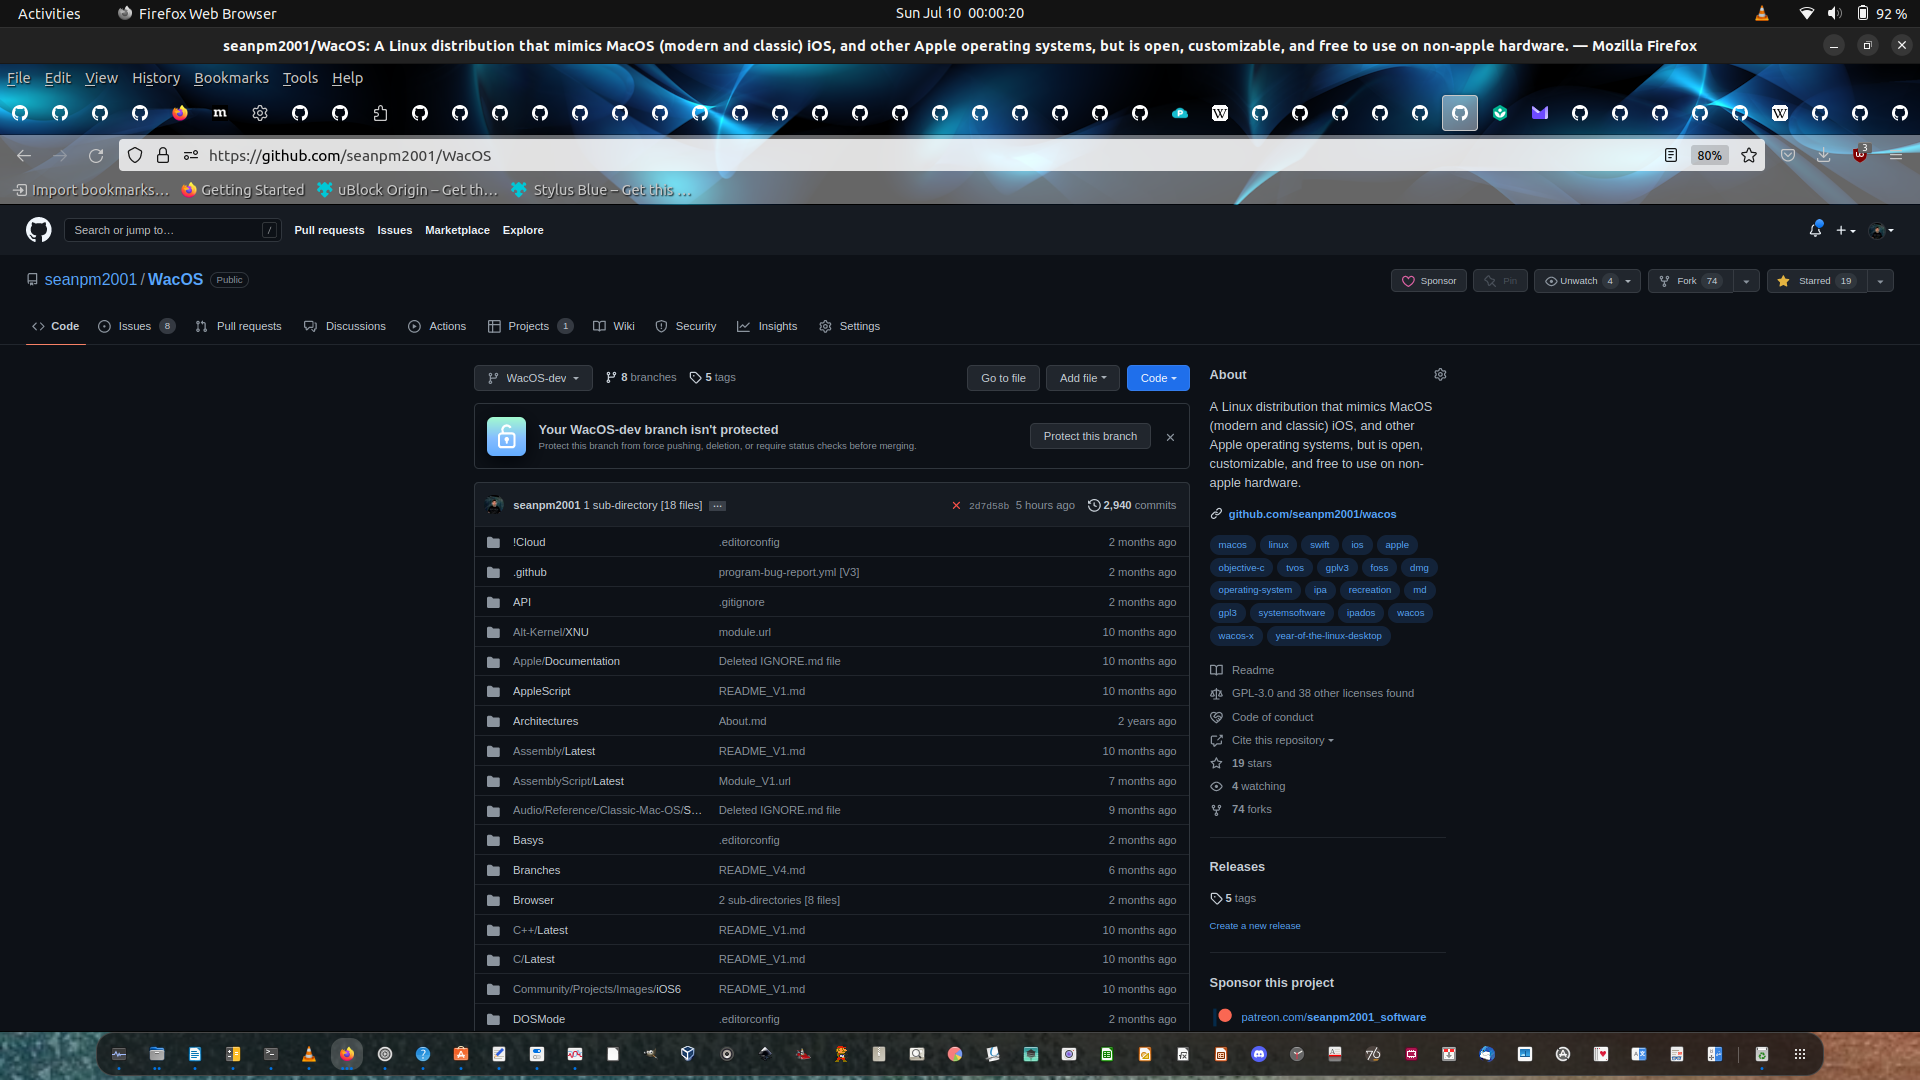 Activities
Firefox Web Browser
Sun Jul 10 00:00:20
92 %
seanpm2001/WacOS: A Linux distribution that mimics MacOS (modern and classic) iOS, and other Apple operating systems, but is open, customizable, and free to use on non-apple hardware. — Mozilla Firefox
File Edit View History Bookmarks Tools Help
https://github.com/seanpm2001/WacOS
80%
3
Import bookmarks…
Getting Started
uBlock Origin – Get th…
Stylus Blue – Get this …
Search or jump to…
/
Pull requests Issues Marketplace Explore
seanpm2001 / WacOS Public
Sponsor
Pin
Unwatch 4
Fork 74
Starred 19
Code
Issues 8
Pull requests
Discussions
Actions
Projects 1
Wiki
Security
Insights
Settings
WacOS-dev
8 branches
5 tags
Go to file
Add file
Code
Your WacOS-dev branch isn't protected
Protect this branch from force pushing, deletion, or require status checks before merging.
Protect this branch
seanpm2001 1 sub-directory [18 files] …
2d7d58b 5 hours ago
2,940 commits
!Cloud .editorconfig 2 months ago
.github program-bug-report.yml [V3] 2 months ago
API .gitignore 2 months ago
Alt-Kernel/XNU module.url 10 months ago
Apple/Documentation Deleted IGNORE.md file 10 months ago
AppleScript README_V1.md 10 months ago
Architectures About.md 2 years ago
Assembly/Latest README_V1.md 10 months ago
AssemblyScript/Latest Module_V1.url 7 months ago
Audio/Reference/Classic-Mac-OS/S… Deleted IGNORE.md file 9 months ago
Basys .editorconfig 2 months ago
Branches README_V4.md 6 months ago
Browser 2 sub-directories [8 files] 2 months ago
C++/Latest README_V1.md 10 months ago
C/Latest README_V1.md 10 months ago
Community/Projects/Images/iOS6 README_V1.md 10 months ago
DOSMode .editorconfig 2 months ago
About
A Linux distribution that mimics MacOS
(modern and classic) iOS, and other
Apple operating systems, but is open,
customizable, and free to use on non-
apple hardware.
github.com/seanpm2001/wacos
macos linux swift ios apple
objective-c tvos gplv3 foss dmg
operating-system ipa recreation md
gpl3 systemsoftware ipados wacos
wacos-x year-of-the-linux-desktop
Readme
GPL-3.0 and 38 other licenses found
Code of conduct
Cite this repository
19 stars
4 watching
74 forks
Releases
5 tags
Create a new release
Sponsor this project
patreon.com/seanpm2001_software